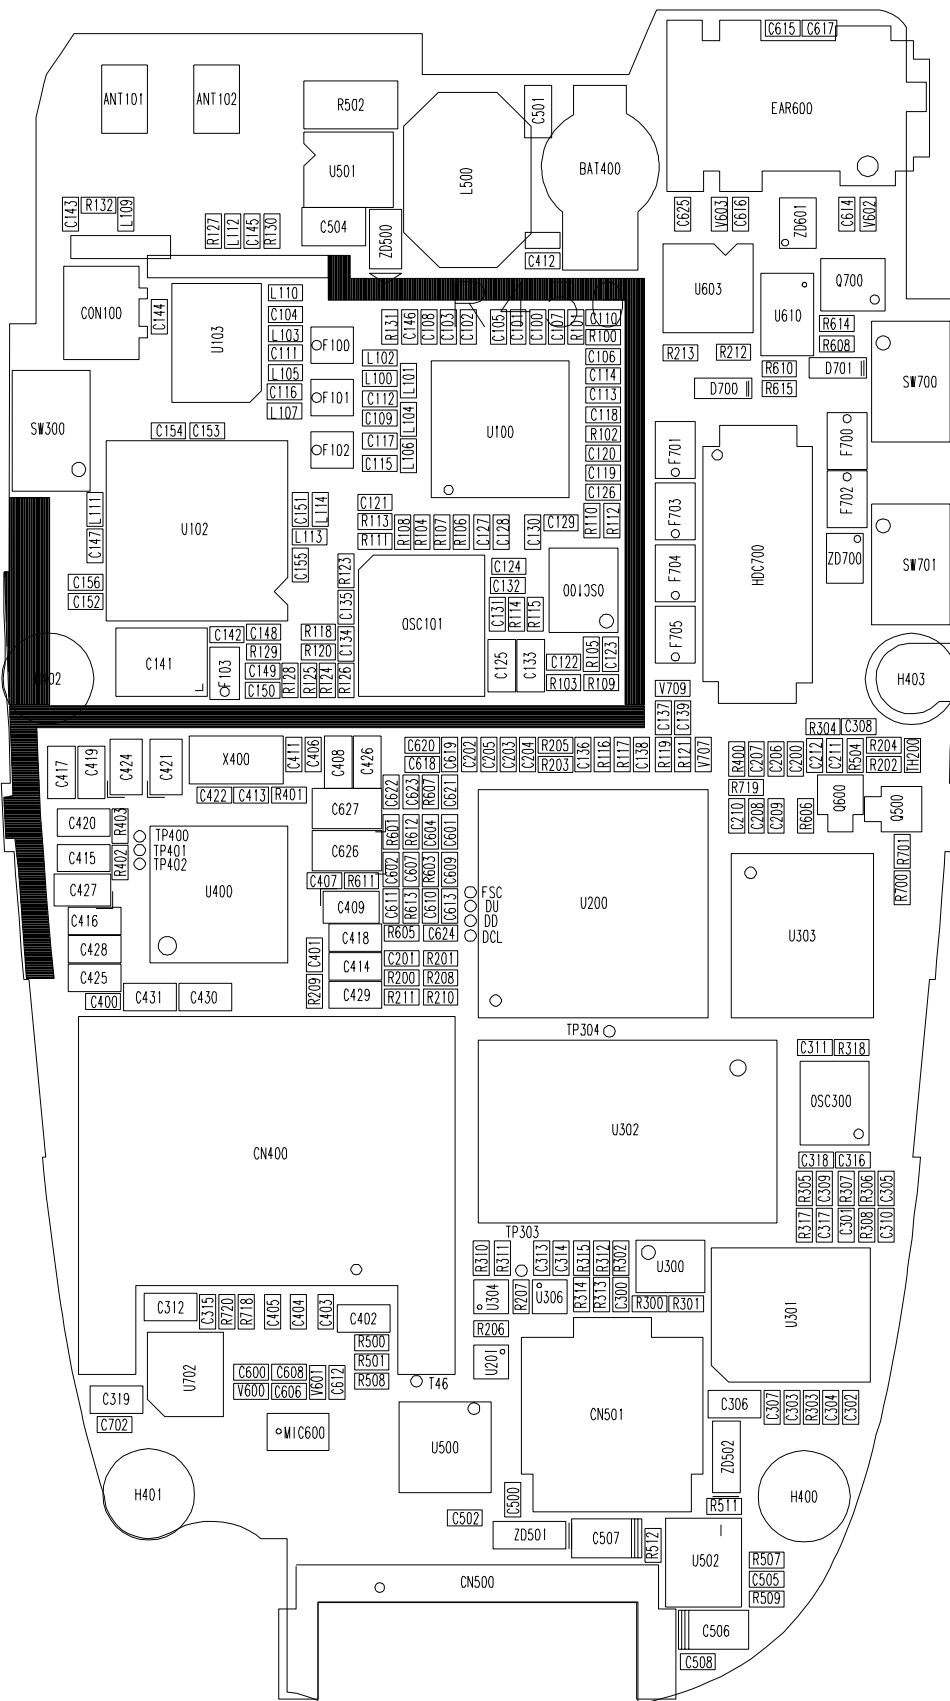 C615 C617
ANT101 ANT102 R502 C501 EAR600
U501 L500 BAT400
C143 R132 L109 R127 L112 C145 R130 C504 ZD500 C412 C625 V603 C616 ZD601 C614 V602
CON100 C144 U103 L110 U603 U610 Q700
C104 R131 C146 C108 C103 C102 C105 C101 C100 C107 R101 C110 R614
L103 OF100 R100 R608
C111 L102 C106 R213 R212 D701
L105 L100 L101 C114 R610 SW700
C116 OF101 C112 C113 D700 R615
L107 C109 L104 C118
SW300 C154 C153 OF102 C117 L106 U100 R102 F701 F700
C115 C120
C119
C126
L111 U102 C151 L114 C121 F703 F702
R113 R108 R104 R107 R106 C127 C128 C130 C129 R110 R112
C147 L113 R111 ZD700
C155 R123 C124 OSC100 F704 HDC700 SW701
C156 C132
C152 C135 OSC101 C131 R114 R115 F705
C142 C148 R118 C134
R129 R120 C125 C133 C122 R105 C123
C141 F103 C149 R128 R125 R124 R126 R103 R109 H403
C150 V709
C137 C139 R304 C308
C417 C419 C424 C421 X400 C411 C406 C408 C426 C620 C619 C202 C205 C203 C204 R205 C136 R116 R117 C138 R119 R121 V707 R400 C207 C206 C200 C212 C211 R504 R204 TH200
C618 R203 R202
C422 C413 R401 C627 C622 C623 R607 C621 R719 Q600 Q500
C420 R403 TP400 C210 C208 C209 R606
C415 R402 TP401 C626 R601 R612 C604 C601 R701
TP402
C427 U400 C407 R611 C602 C607 R603 C609 R700
C409 C611 R613 C610 C613 FSC U200 U303
C416 DU
DD
C418 R605 C624 DCL
C428 C401 C201 R201
C425 C414 R200 R208
C400 C431 C430 R209 C429 R211 R210
TP304
C311 R318
U302 OSC300
CN400
C318 C316
R305 C309 R307 R306 C305
R317 C317 C301 R308 C310
TP303
R310 R311 C313 C314 R315 R312 R302 U300
U304 R207 U306 R314 R313 C300 R300 R301 U301
C312 C315 R720 R718 C405 C404 C403 C402
R206
R500
U702 R501 U201
C600 C608 V601 C612 R508 T46
V600 C606
C319 C306 C307 C303 R303 C304 C302
C702 MIC600 U500 CN501
ZD502
H401 C500 R511 H400
C502
ZD501 C507 R512 U502 R507
CN500 C505
R509
C506
C508